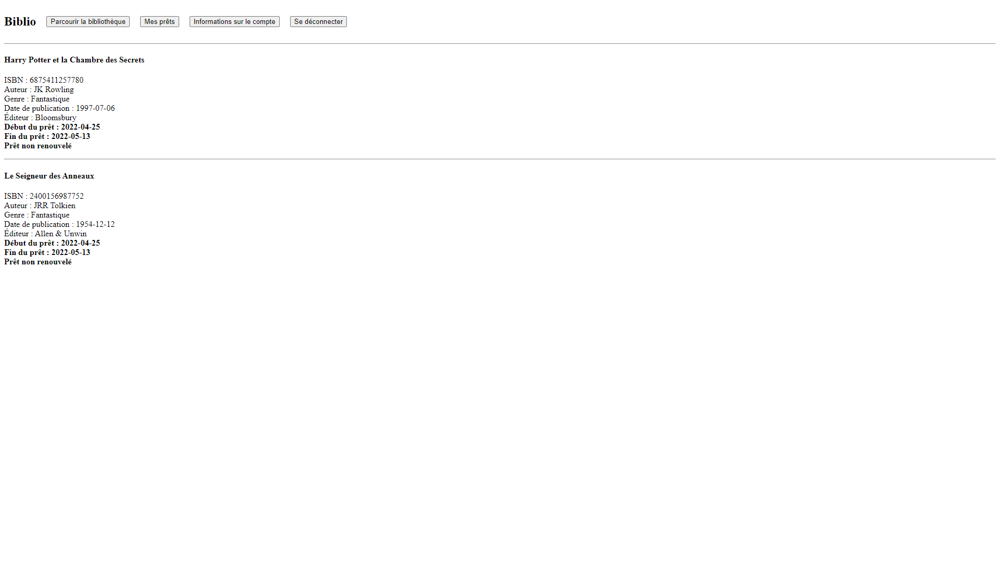 Biblio Parcourir la bibliothèque Mes prêts Informations sur le compte Se déconnecter
Harry Potter et la Chambre des Secrets
ISBN : 6875411257780
Auteur : JK Rowling
Genre : Fantastique
Date de publication : 1997-07-06
Éditeur : Bloomsbury
Début du prêt : 2022-04-25
Fin du prêt : 2022-05-13
Prêt non renouvelé
Le Seigneur des Anneaux
ISBN : 2400156987752
Auteur : JRR Tolkien
Genre : Fantastique
Date de publication : 1954-12-12
Éditeur : Allen & Unwin
Début du prêt : 2022-04-25
Fin du prêt : 2022-05-13
Prêt non renouvelé